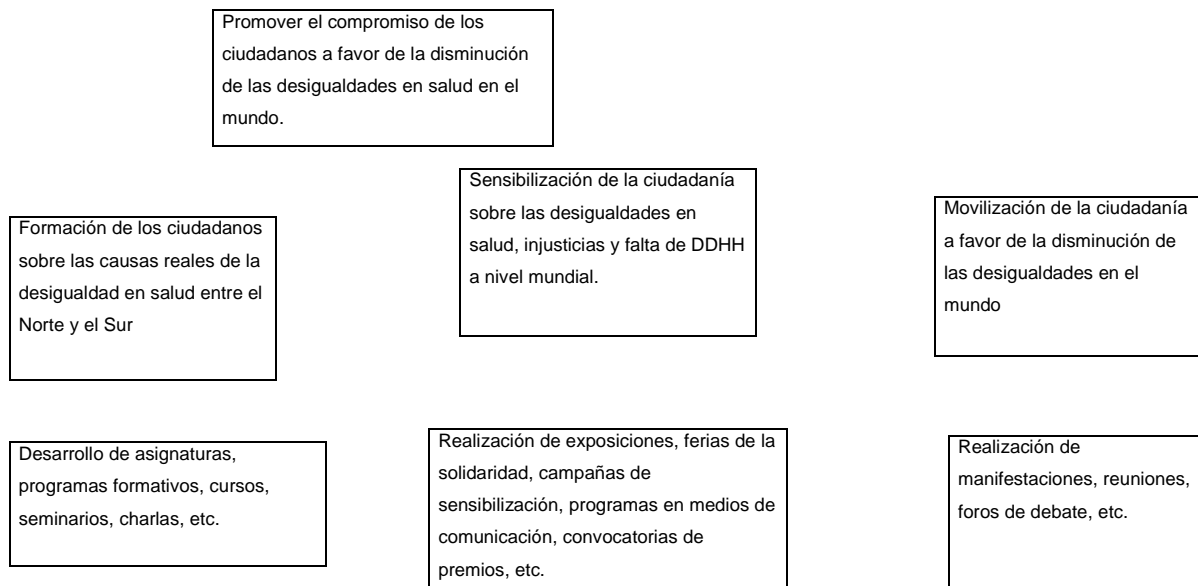 Promover el compromiso de los
ciudadanos a favor de la disminución
de las desigualdades en salud en el
mundo.
Formación de los ciudadanos
sobre las causas reales de la
desigualdad en salud entre el
Norte y el Sur
Sensibilización de la ciudadanía
sobre las desigualdades en
salud, injusticias y falta de DDHH
a nivel mundial.
Movilización de la ciudadanía
a favor de la disminución de
las desigualdades en el
mundo
Desarrollo de asignaturas,
programas formativos, cursos,
seminarios, charlas, etc.
Realización de exposiciones, ferias de la
solidaridad, campañas de
sensibilización, programas en medios de
comunicación, convocatorias de
premios, etc.
Realización de
manifestaciones, reuniones,
foros de debate, etc.